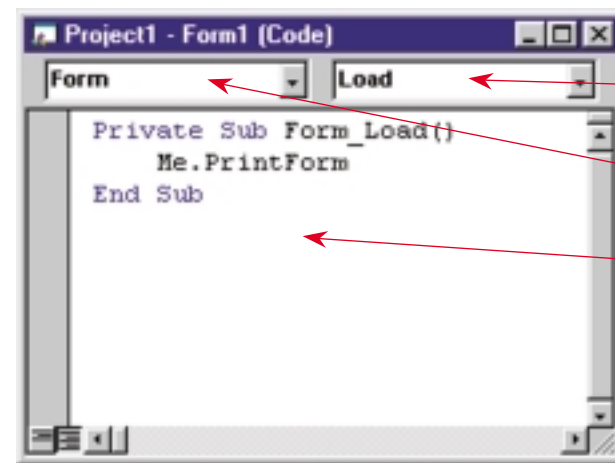 Project1 - Form1 (Code)
Form Load
Private Sub Form_Load()
Me.PrintForm
End Sub